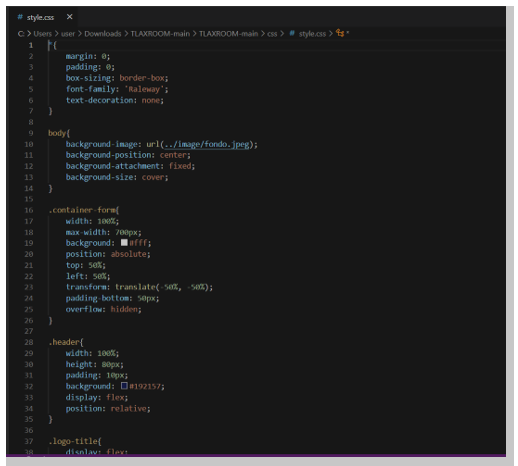 # style.css ×
C: > Users > user > Downloads > TLAXROOM-main > TLAXROOM-main > css > # style.css > *
1 *{
2 margin: 0;
3 padding: 0;
4 box-sizing: border-box;
5 font-family: 'Raleway';
6 text-decoration: none;
7 }
8
9 body{
10 background-image: url(../image/fondo.jpeg);
11 background-position: center;
12 background-attachment: fixed;
13 background-size: cover;
14 }
15
16 .container-form{
17 width: 100%;
18 max-width: 700px;
19 background: #fff;
20 position: absolute;
21 top: 50%;
22 left: 50%;
23 transform: translate(-50%, -50%);
24 padding-bottom: 50px;
25 overflow: hidden;
26 }
27
28 .header{
29 width: 100%;
30 height: 80px;
31 padding: 10px;
32 background: #192157;
33 display: flex;
34 position: relative;
35 }
36
37 .logo-title{
38 display: flex;